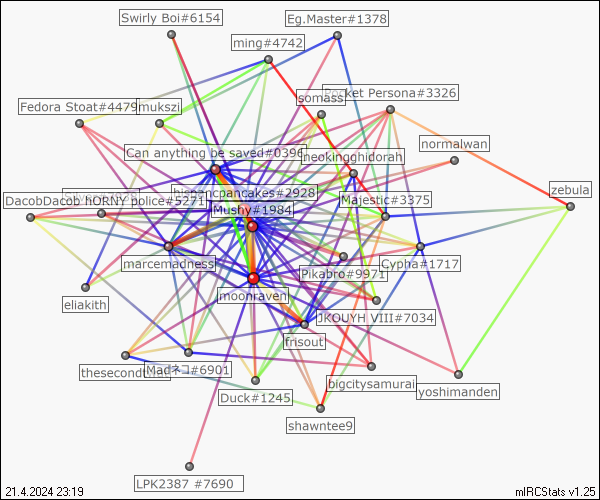 Swirly Boi#6154
Eg.Master#1378
ming#4742
somass
Pocket Persona#3326
Fedora Stoat#4479
mukszi
normalwan
Can anything be saved#0396
meekingghidorah
zebula
hispanicpancakes#2928
Majestic#3375
DacobDacob hORNY police#5271
Mushy#1984
marcemadness
Cypha#1717
Pikabro#9971
eliakith
moonraven
JKOUYH VIII#7034
frisout
Madネコ#6901
bigcitysamurai
Duck#1245
yoshimanden
shawntee9
LPK2387 #7690
21.4.2024 23:19
mIRCStats v1.25